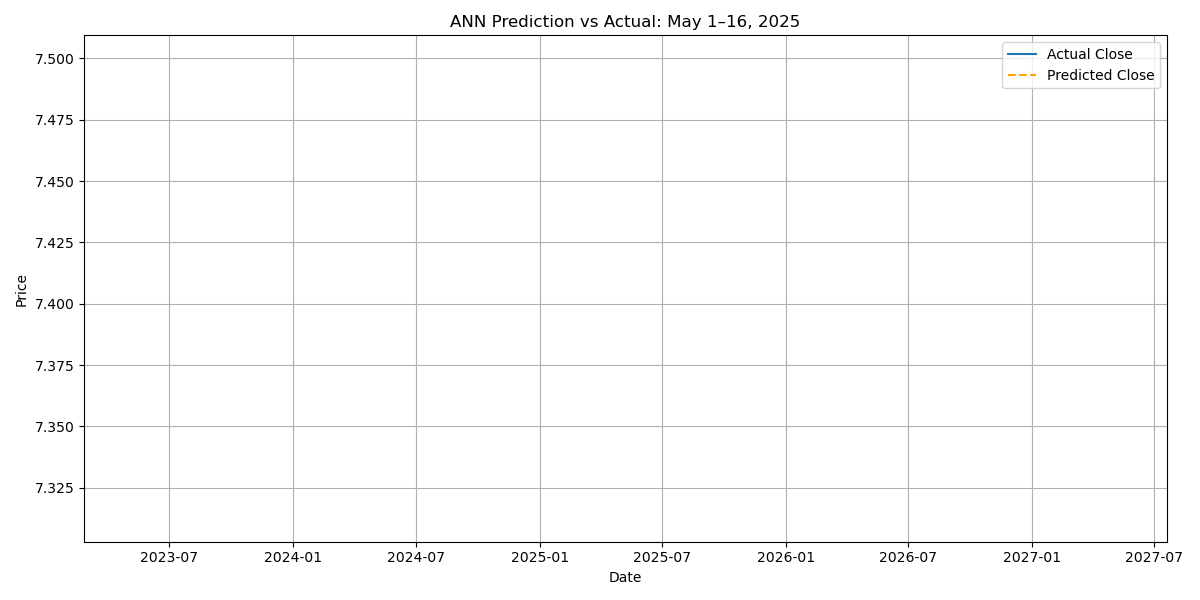 ANN Prediction vs Actual: May 1–16, 2025
Actual Close
Predicted Close
Price
7.500
7.475
7.450
7.425
7.400
7.375
7.350
7.325
2023-07 2024-01 2024-07 2025-01 2025-07 2026-01 2026-07 2027-01 2027-07
Date